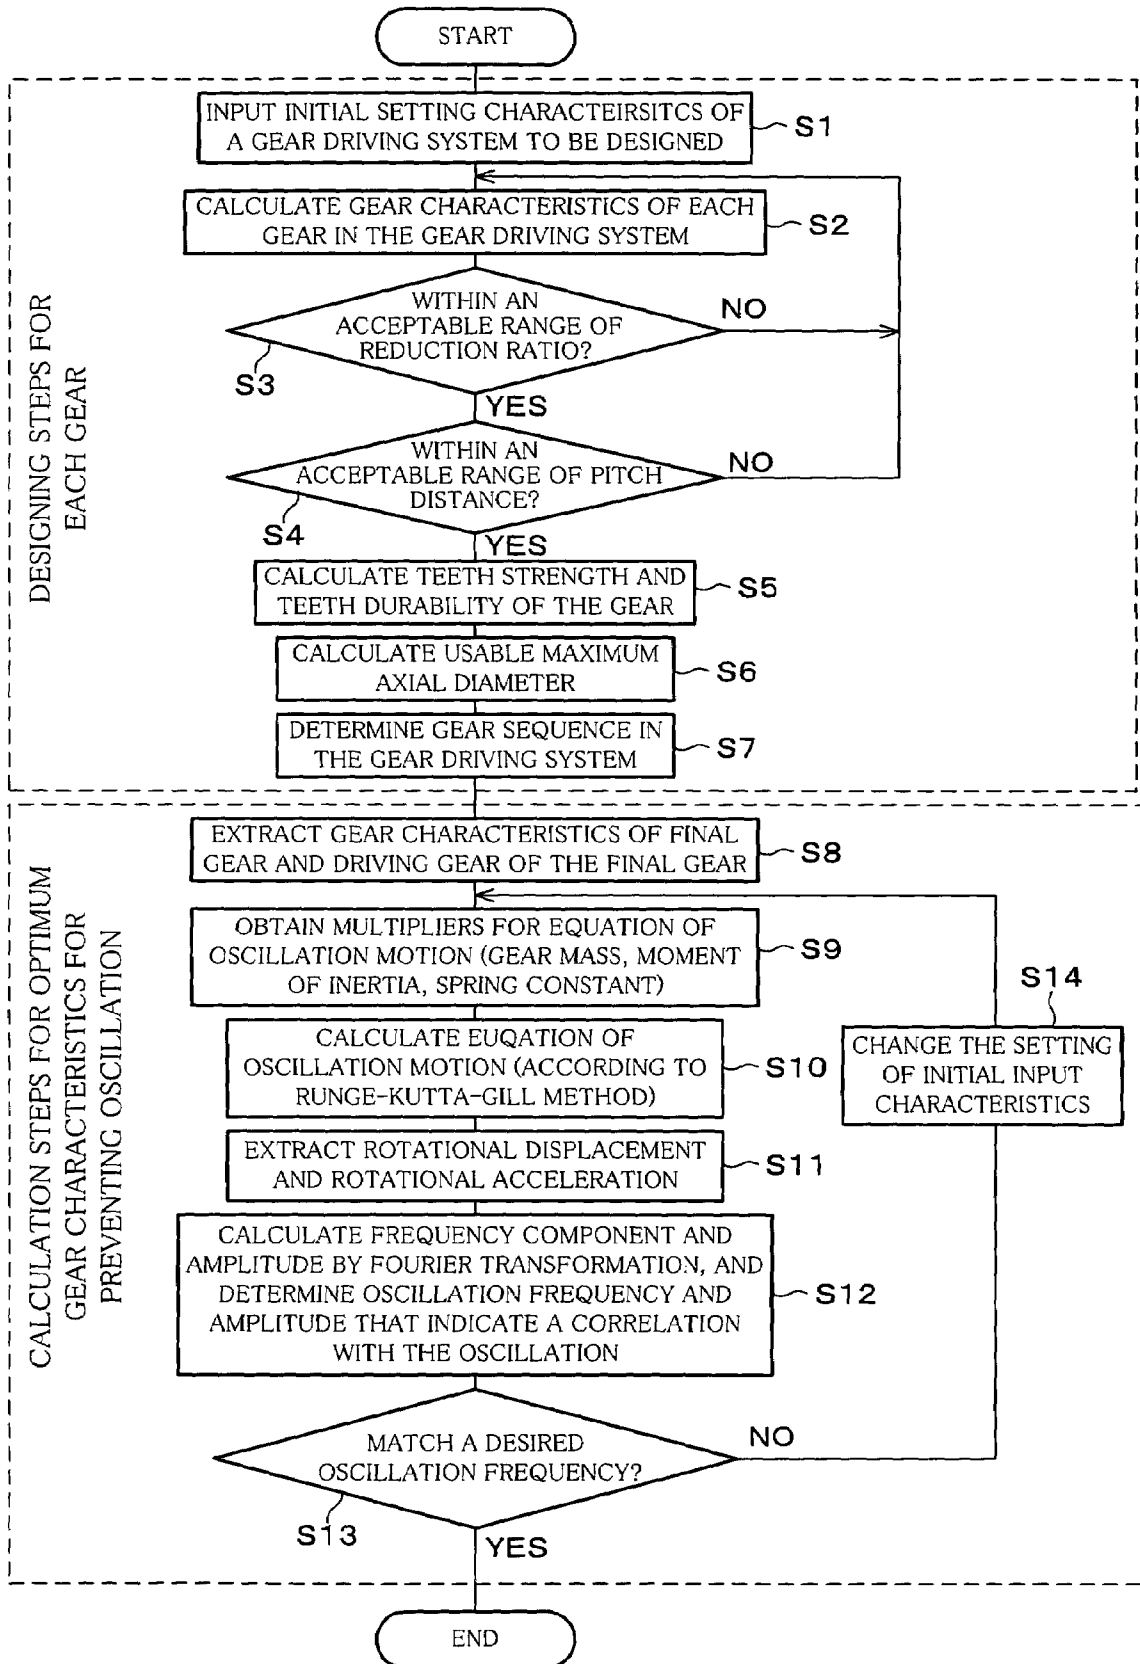 START
INPUT INITIAL SETTING CHARACTEIRSITCS OF
A GEAR DRIVING SYSTEM TO BE DESIGNED
S1
CALCULATE GEAR CHARACTERISTICS OF EACH
GEAR IN THE GEAR DRIVING SYSTEM
S2
WITHIN AN
ACCEPTABLE RANGE OF
REDUCTION RATIO?
NO
S3
YES
WITHIN AN
ACCEPTABLE RANGE OF PITCH
DISTANCE?
NO
S4
YES
CALCULATE TEETH STRENGTH AND
TEETH DURABILITY OF THE GEAR
S5
CALCULATE USABLE MAXIMUM
AXIAL DIAMETER
S6
DETERMINE GEAR SEQUENCE IN
THE GEAR DRIVING SYSTEM
S7
DESIGNING STEPS FOR
EACH GEAR
EXTRACT GEAR CHARACTERISTICS OF FINAL
GEAR AND DRIVING GEAR OF THE FINAL GEAR
S8
OBTAIN MULTIPLIERS FOR EQUATION OF
OSCILLATION MOTION (GEAR MASS, MOMENT
OF INERTIA, SPRING CONSTANT)
S9
CALCULATE EUQATION OF
OSCILLATION MOTION (ACCORDING TO
RUNGE-KUTTA-GILL METHOD)
S10
S14
CHANGE THE SETTING
OF INITIAL INPUT
CHARACTERISTICS
EXTRACT ROTATIONAL DISPLACEMENT
AND ROTATIONAL ACCELERATION
S11
CALCULATE FREQUENCY COMPONENT AND
AMPLITUDE BY FOURIER TRANSFORMATION, AND
DETERMINE OSCILLATION FREQUENCY AND
AMPLITUDE THAT INDICATE A CORRELATION
WITH THE OSCILLATION
S12
MATCH A DESIRED
OSCILLATION FREQUENCY?
NO
S13
YES
CALCULATION STEPS FOR OPTIMUM
GEAR CHARACTERISTICS FOR
PREVENTING OSCILLATION
END